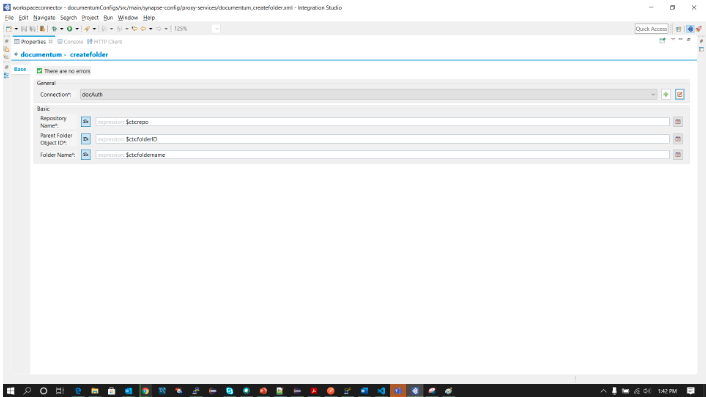 workspaceconnector - documentumConfigs/src/main/synapse-config/proxy-services/documentum_createfolder.xml - Integration Studio
File Edit Navigate Search Project Run Window Help
125%
Quick Access
Properties Console HTTP Client
documentum - createfolder
Base
There are no errors
General
Connection*: docAuth
Basic
Repository
Name*:
expression: $ctx:repo
Parent Folder
Object ID*:
expression: $ctx:folderID
Folder Name*: expression: $ctx:foldername
1:42 PM